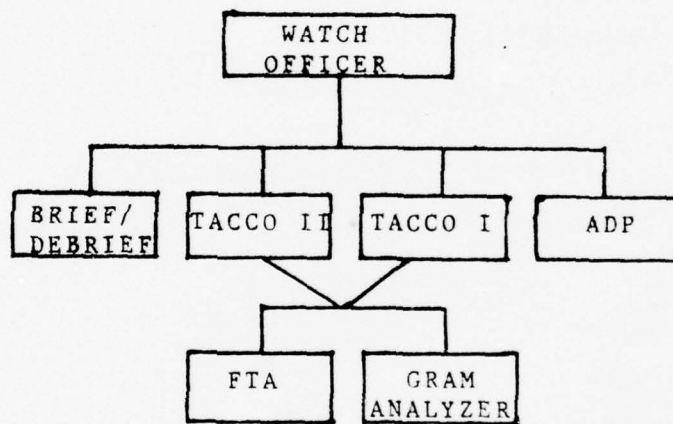 WATCH
OFFICER
BRIEF/
DEBRIEF
TACCO II
TACCO I
ADP
FTA
GRAM
ANALYZER